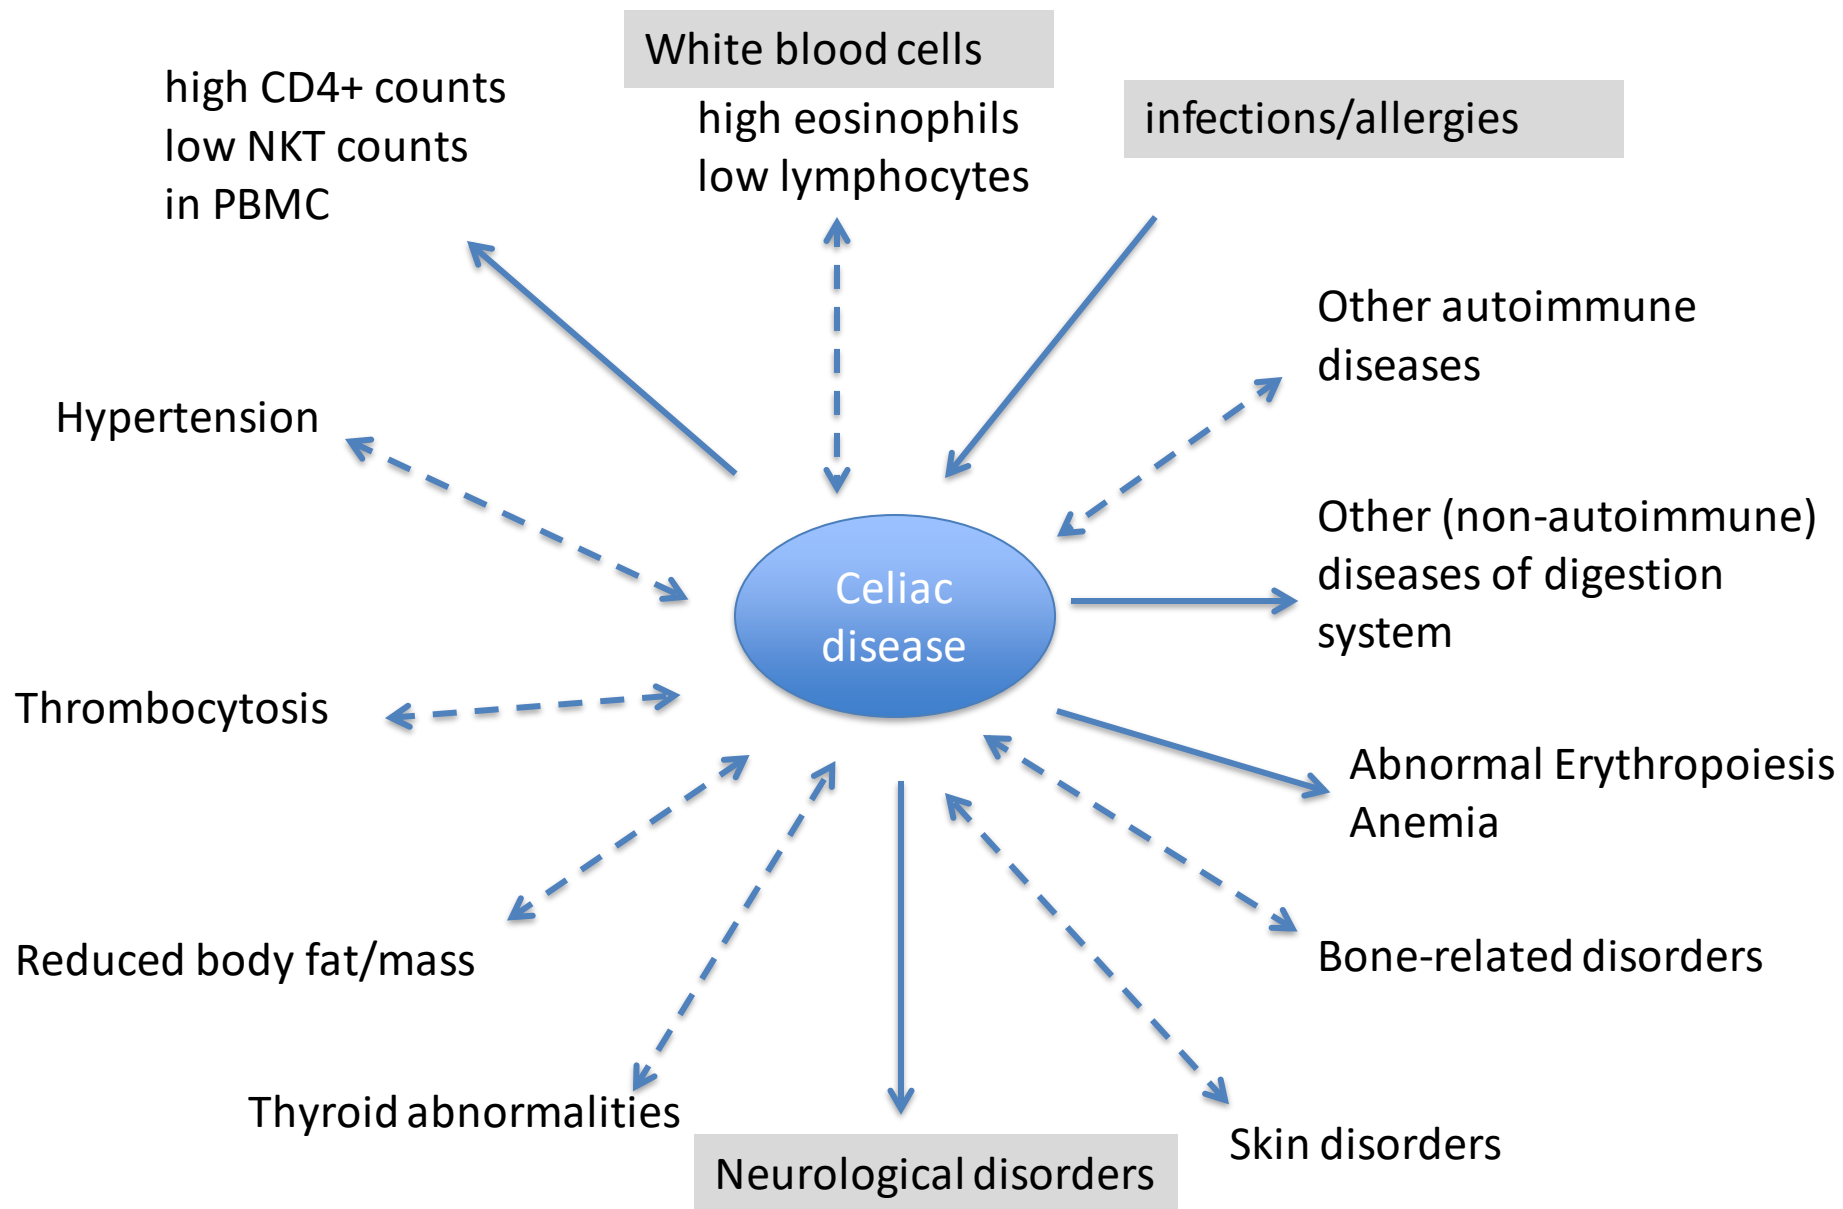 White blood cells
high eosinophils
low lymphocytes
high CD4+ counts
low NKT counts
in PBMC
infections/allergies
Other autoimmune
diseases
Hypertension
Other (non-autoimmune)
diseases of digestion
system
Celiac
disease
Thrombocytosis
Abnormal Erythropoiesis
Anemia
Reduced body fat/mass
Bone-related disorders
Thyroid abnormalities
Skin disorders
Neurological disorders